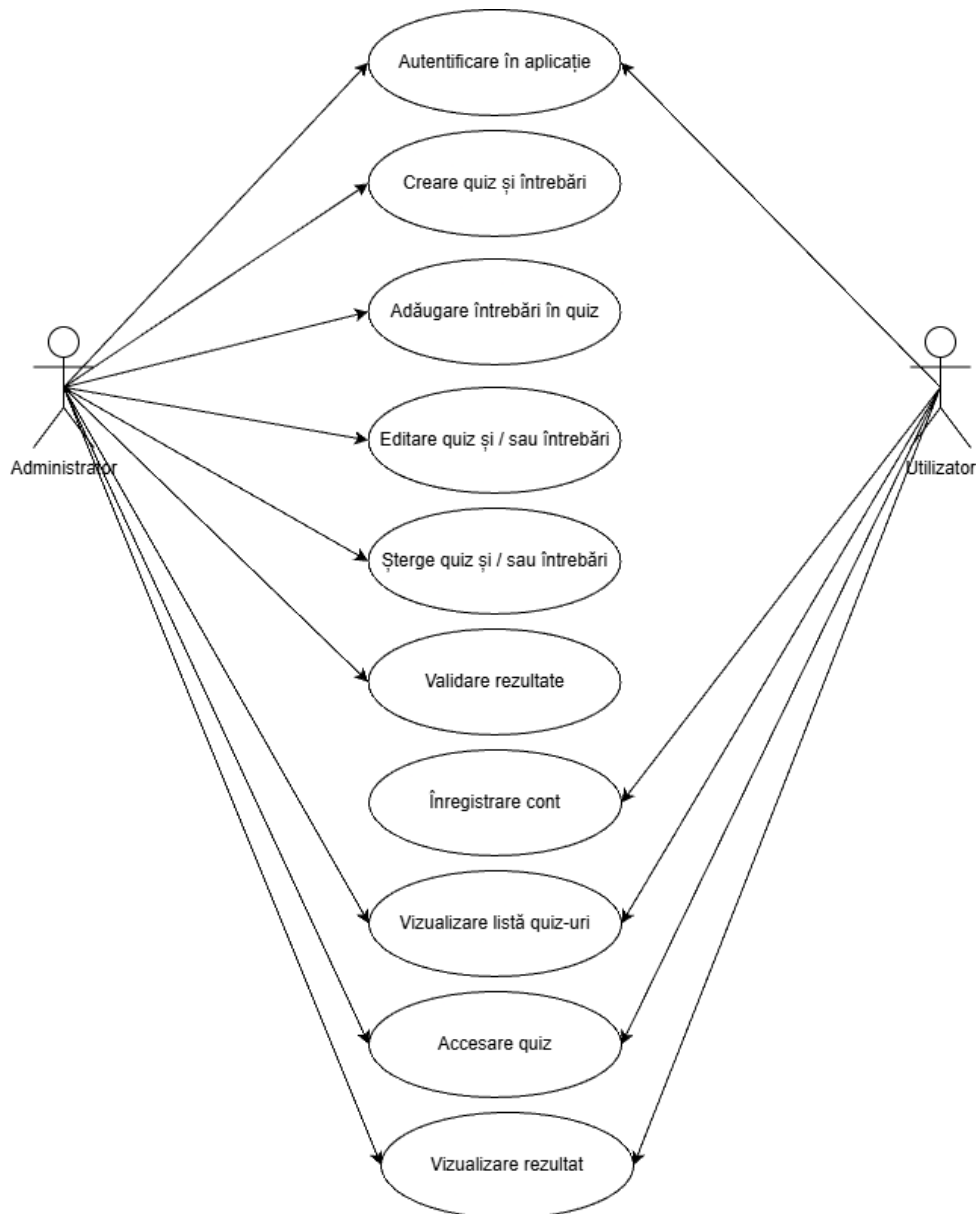 Autentificare în aplicație
Creare quiz și întrebări
Adăugare întrebări în quiz
Editare quiz și / sau întrebări
Administrator
Utilizator
Șterge quiz și / sau întrebări
Validare rezultate
Înregistrare cont
Vizualizare listă quiz-uri
Accesare quiz
Vizualizare rezultat